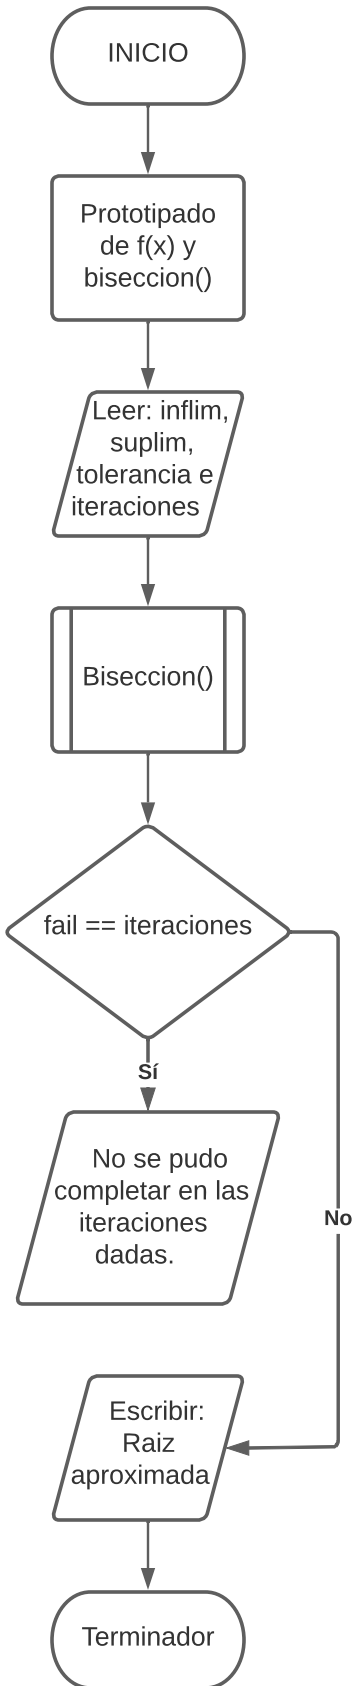 INICIO
Prototipado
de f(x) y
biseccion()
Leer: inflim,
suplim,
tolerancia e
iteraciones
Biseccion()
fail == iteraciones
Sí
No se pudo
completar en las
iteraciones
dadas.
No
Escribir:
Raiz
aproximada
Terminador